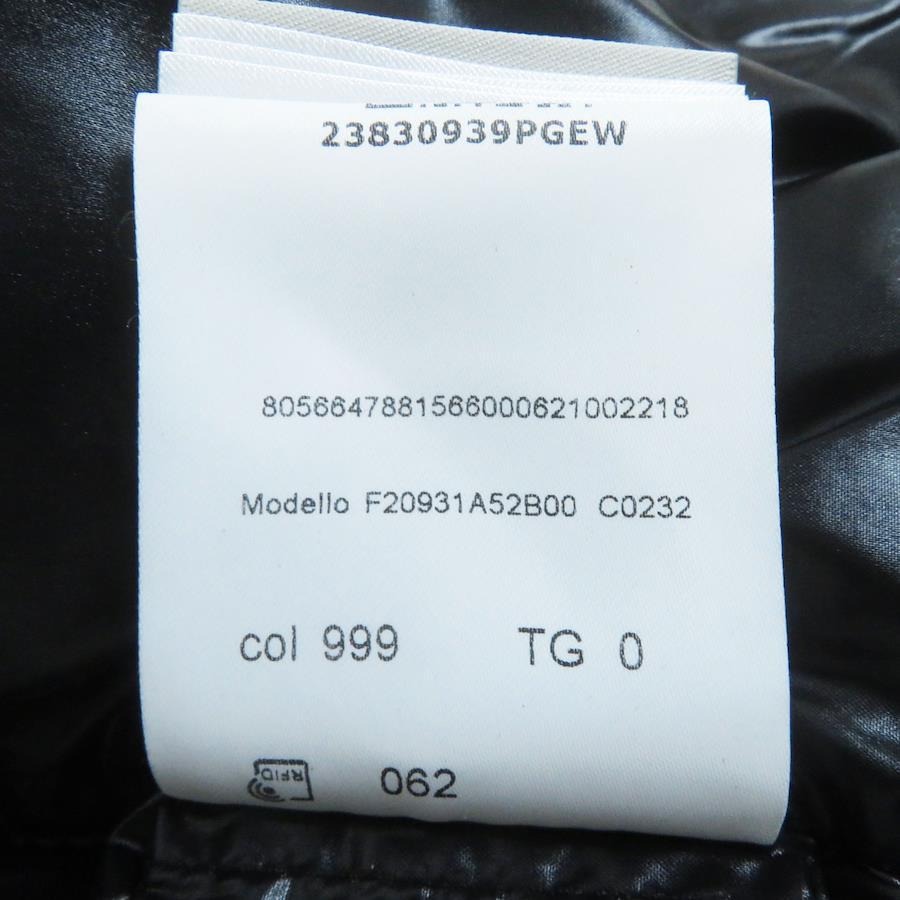 23830939PGEW
8056647881566000621002218
Modello F20931A52B00 C0232
col 999 TG 0
RFID 062